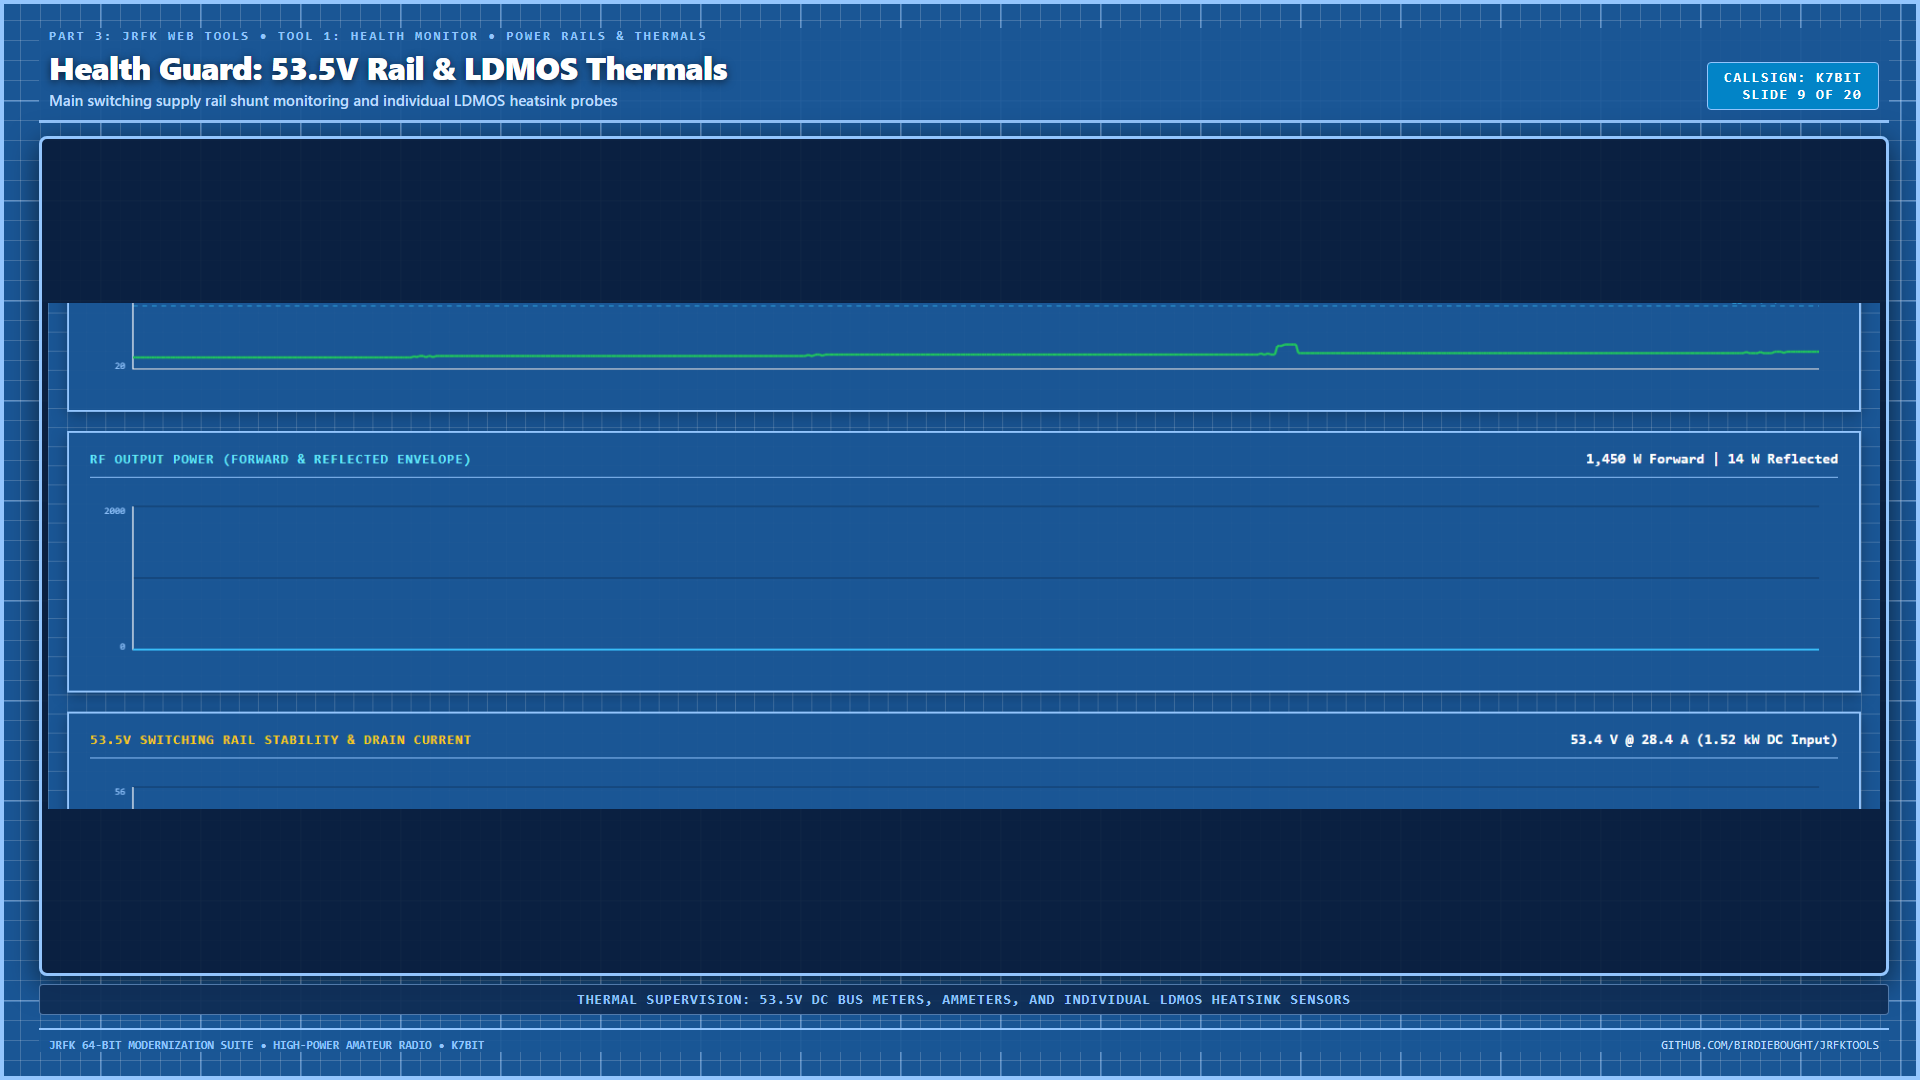 PART 3: JRFK WEB TOOLS • TOOL 1: HEALTH MONITOR • POWER RAILS & THERMALS
Health Guard: 53.5V Rail & LDMOS Thermals
Main switching supply rail shunt monitoring and individual LDMOS heatsink probes
CALLSIGN: K7BIT
SLIDE 9 OF 20
20
RF OUTPUT POWER (FORWARD & REFLECTED ENVELOPE)
1,450 W Forward | 14 W Reflected
2000
0
53.5V SWITCHING RAIL STABILITY & DRAIN CURRENT
53.4 V @ 28.4 A (1.52 kW DC Input)
56
THERMAL SUPERVISION: 53.5V DC BUS METERS, AMMETERS, AND INDIVIDUAL LDMOS HEATSINK SENSORS
JRFK 64-BIT MODERNIZATION SUITE • HIGH-POWER AMATEUR RADIO • K7BIT
GITHUB.COM/BIRDIEBOUGHT/JRFKTOOLS